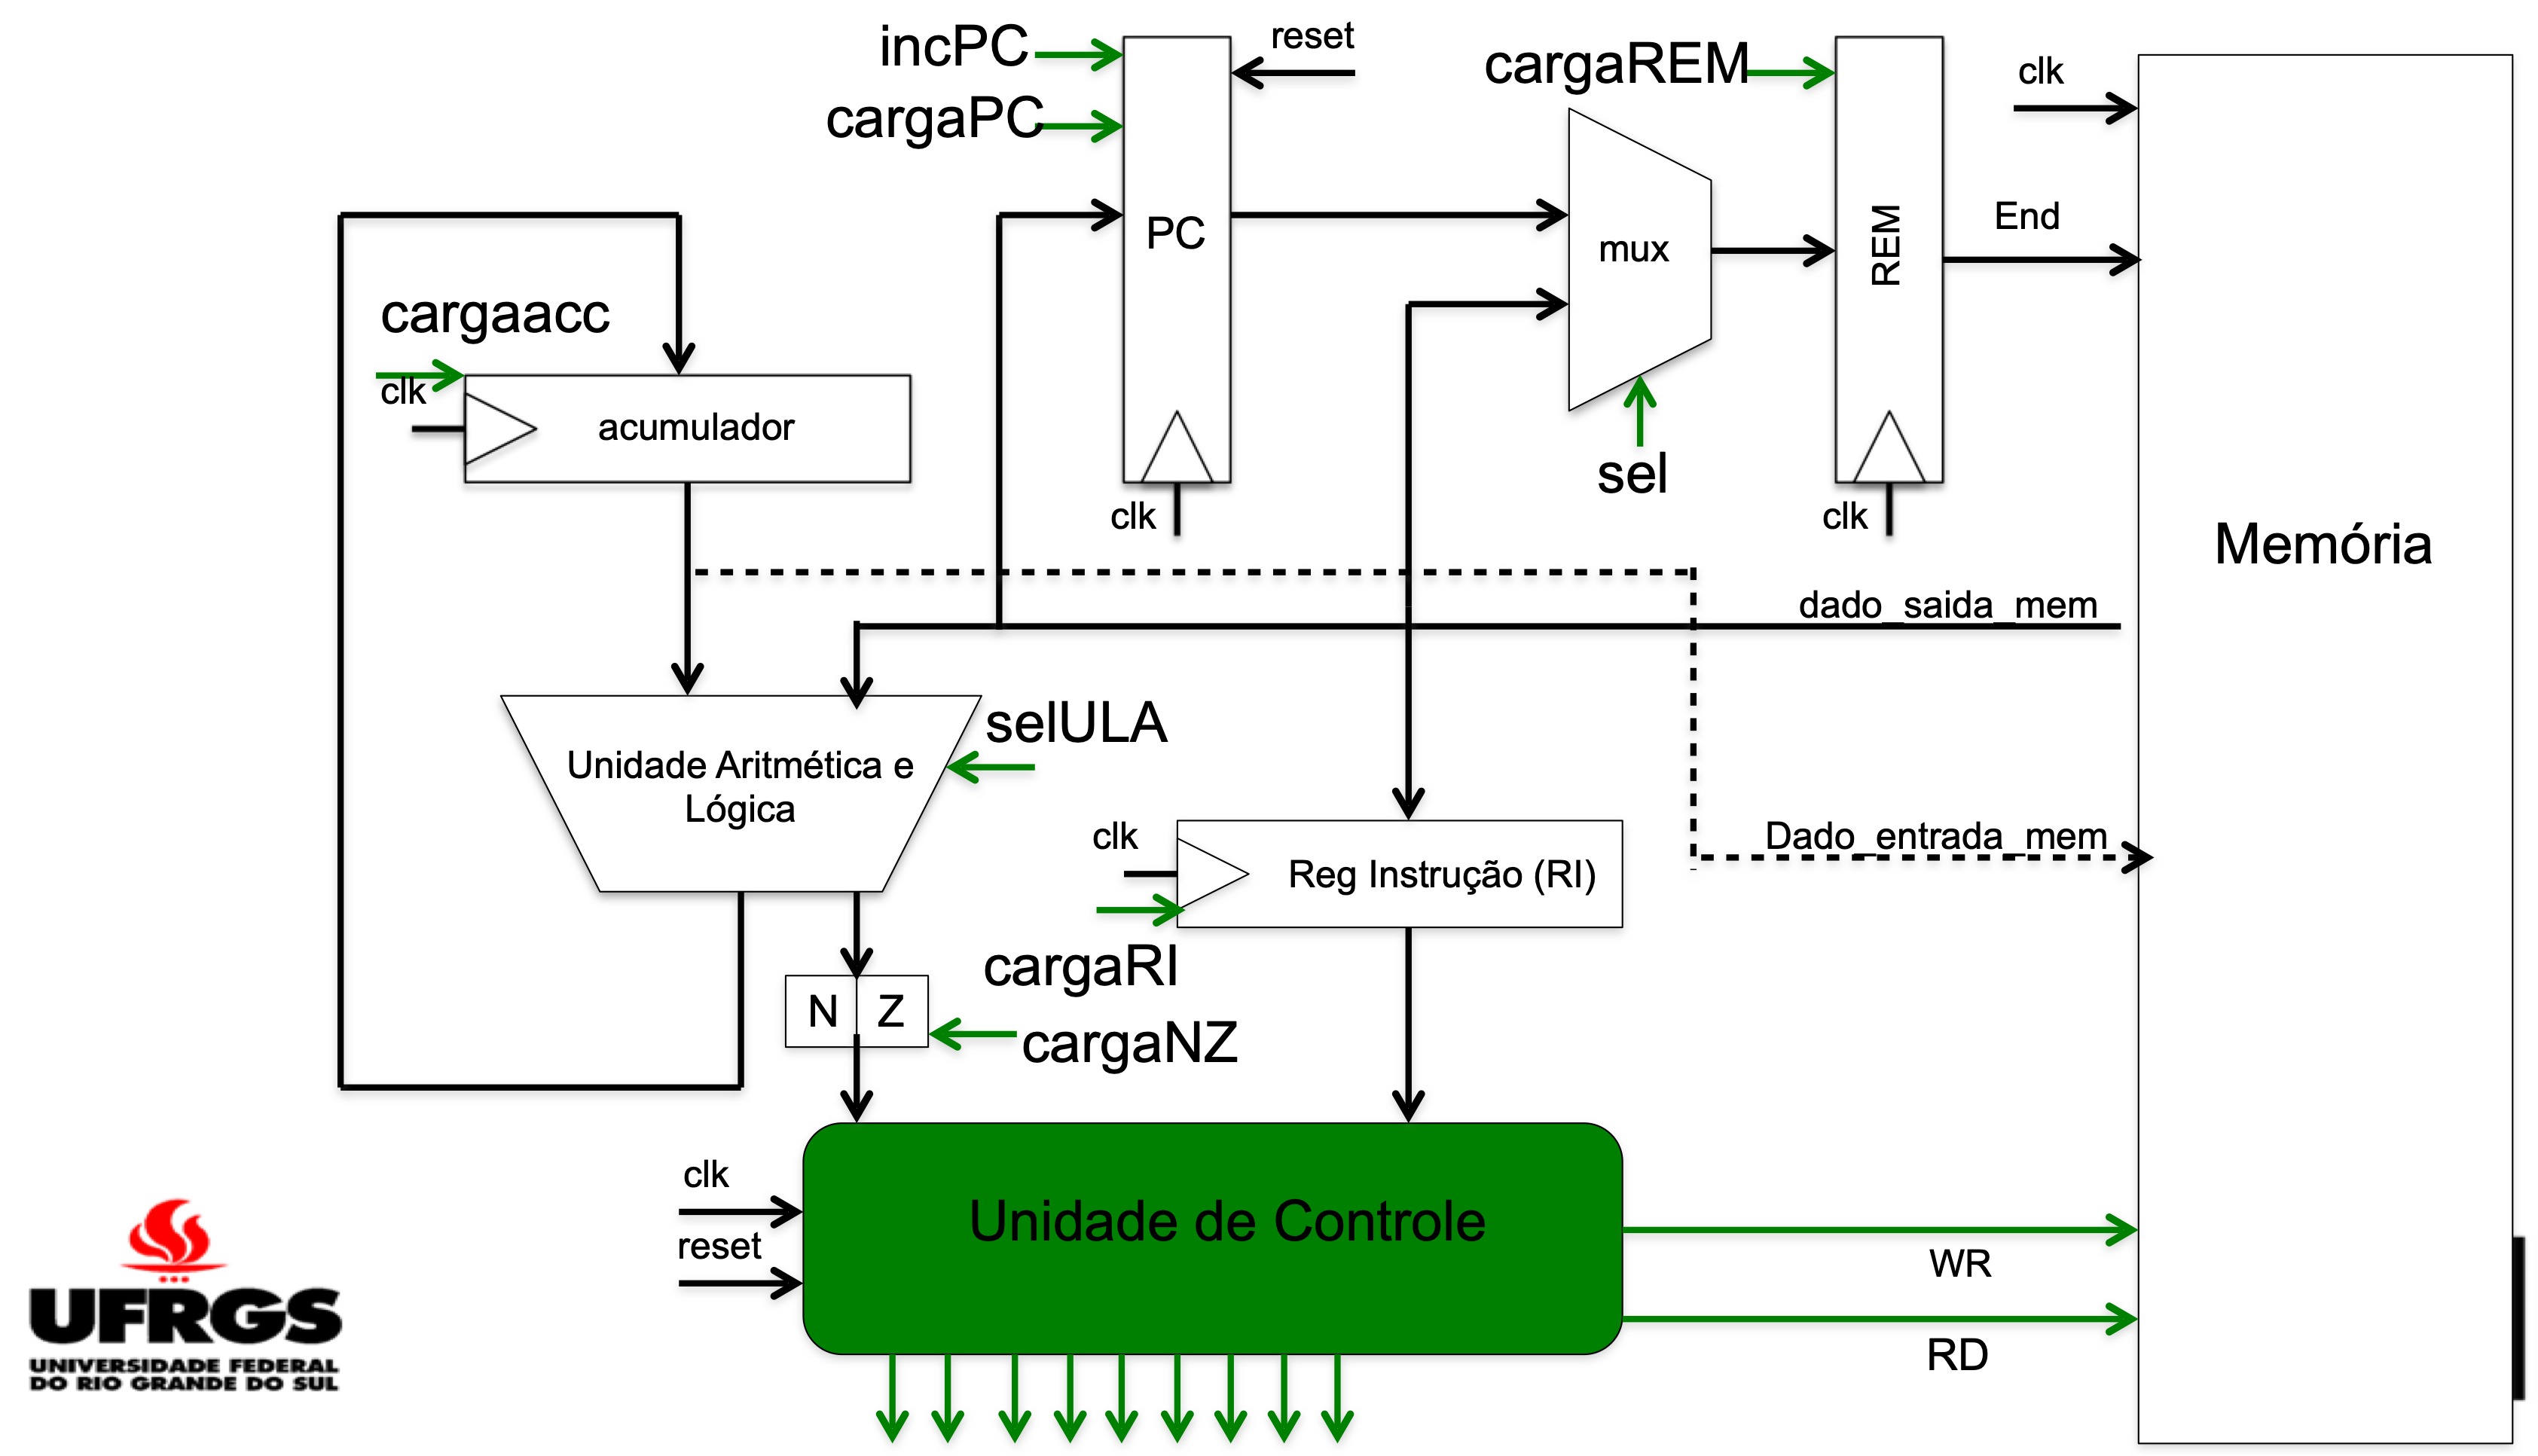 incPC
reset
cargaPC
cargaREM
clk
PC
mux
REM
End
cargaacc
clk
acumulador
sel
clk
clk
Memória
dado_saida_mem
selULA
Unidade Aritmética e
Lógica
clk
Dado_entrada_mem
Reg Instrução (RI)
cargaRI
N Z
cargaNZ
clk
reset
Unidade de Controle
WR
RD
UFRGS
UNIVERSIDADE FEDERAL
DO RIO GRANDE DO SUL